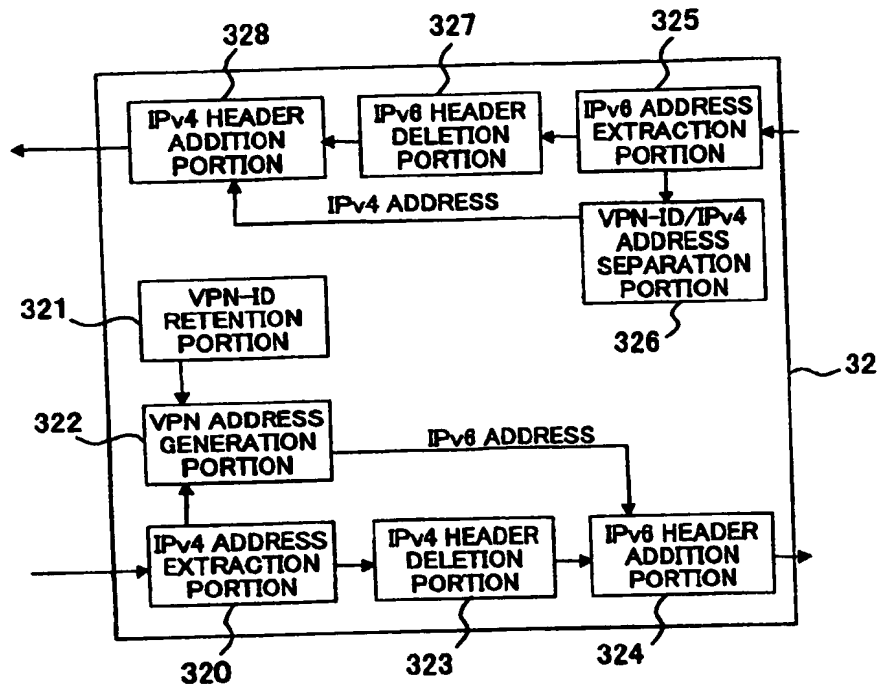 328
327
325
IPv4 HEADER
ADDITION
PORTION
IPv6 HEADER
DELETION
PORTION
IPv6 ADDRESS
EXTRACTION
PORTION
IPv4 ADDRESS
VPN-ID/IPv4
ADDRESS
SEPARATION
PORTION
326
321
VPN-ID
RETENTION
PORTION
32
322
VPN ADDRESS
GENERATION
PORTION
IPv6 ADDRESS
IPv4 ADDRESS
EXTRACTION
PORTION
IPv4 HEADER
DELETION
PORTION
IPv6 HEADER
ADDITION
PORTION
320
323
324